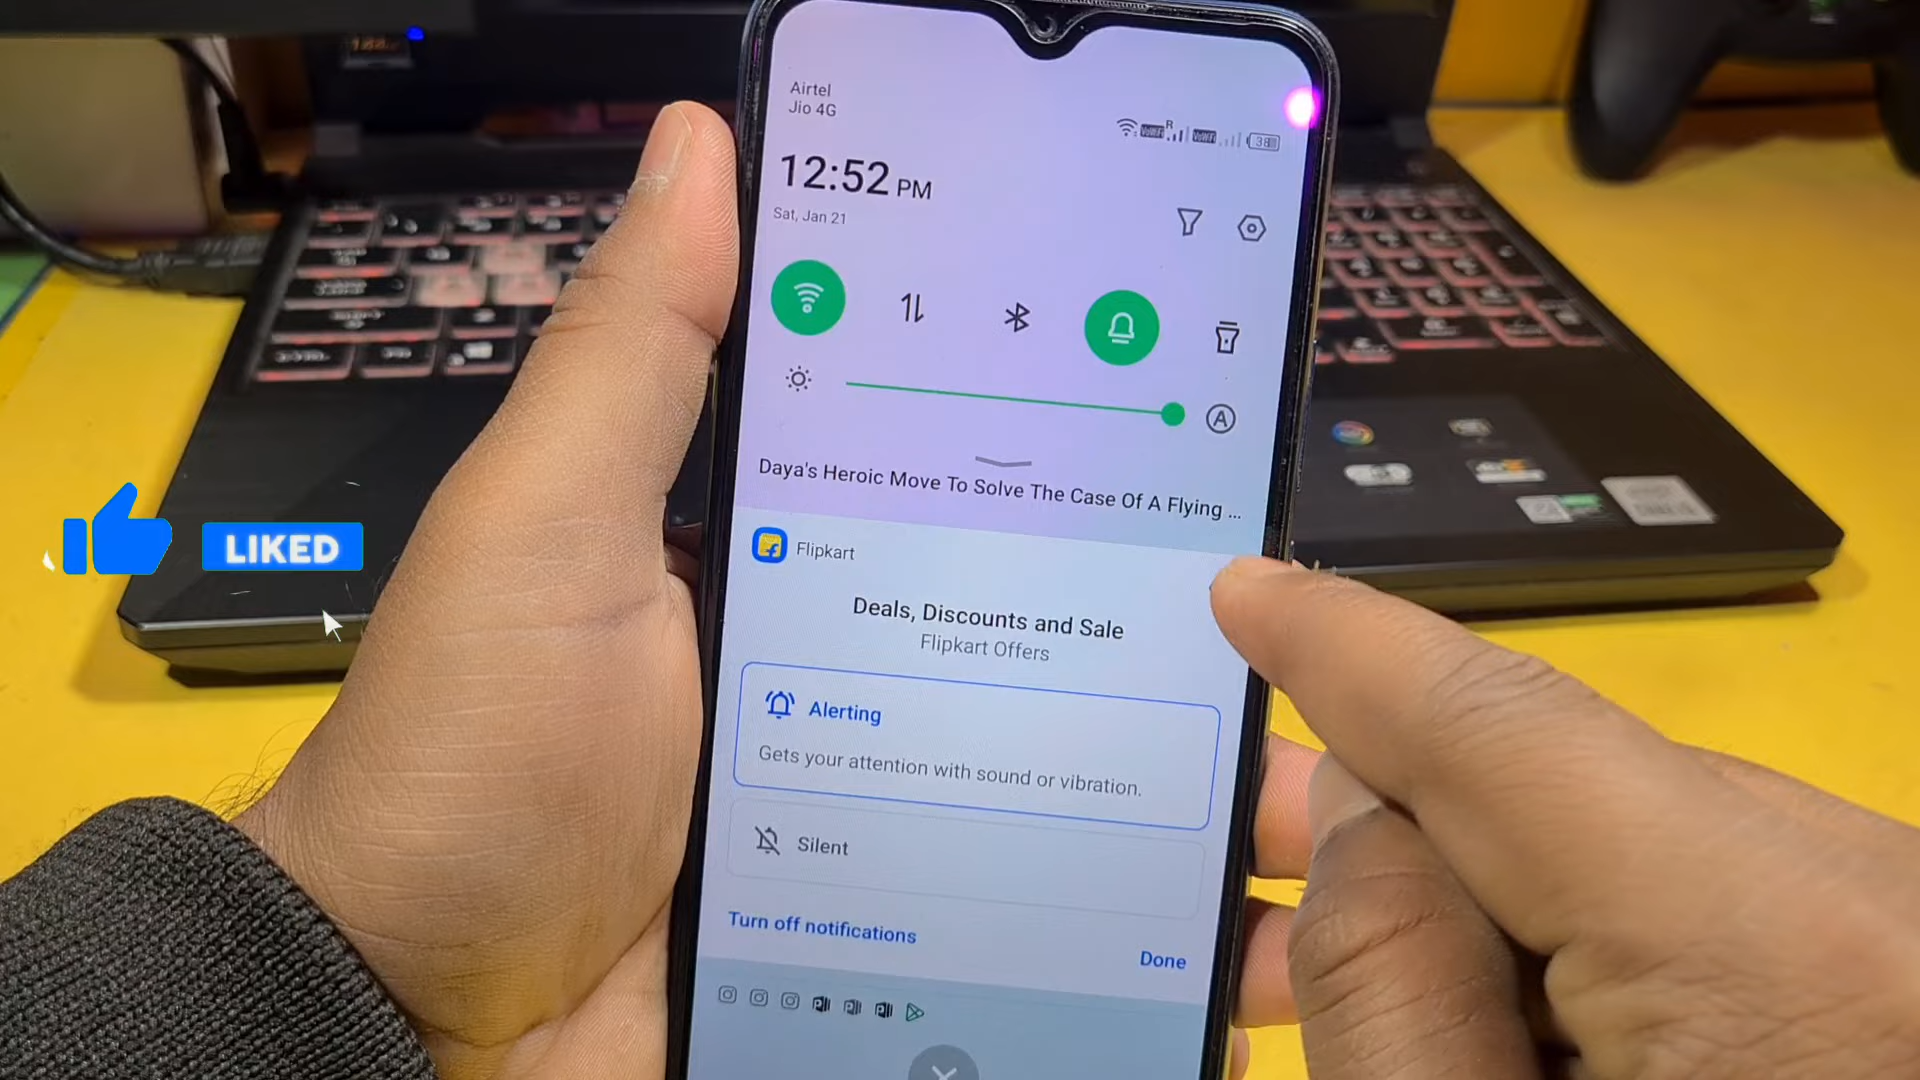 Airtel
Jio 4G
38
12:52 PM
Sat, Jan 21
Daya's Heroic Move To Solve The Case Of A Flying ...
Flipkart
Deals, Discounts and Sale
Flipkart Offers
Alerting
Gets your attention with sound or vibration.
LIKED
Silent
Turn off notifications
Done